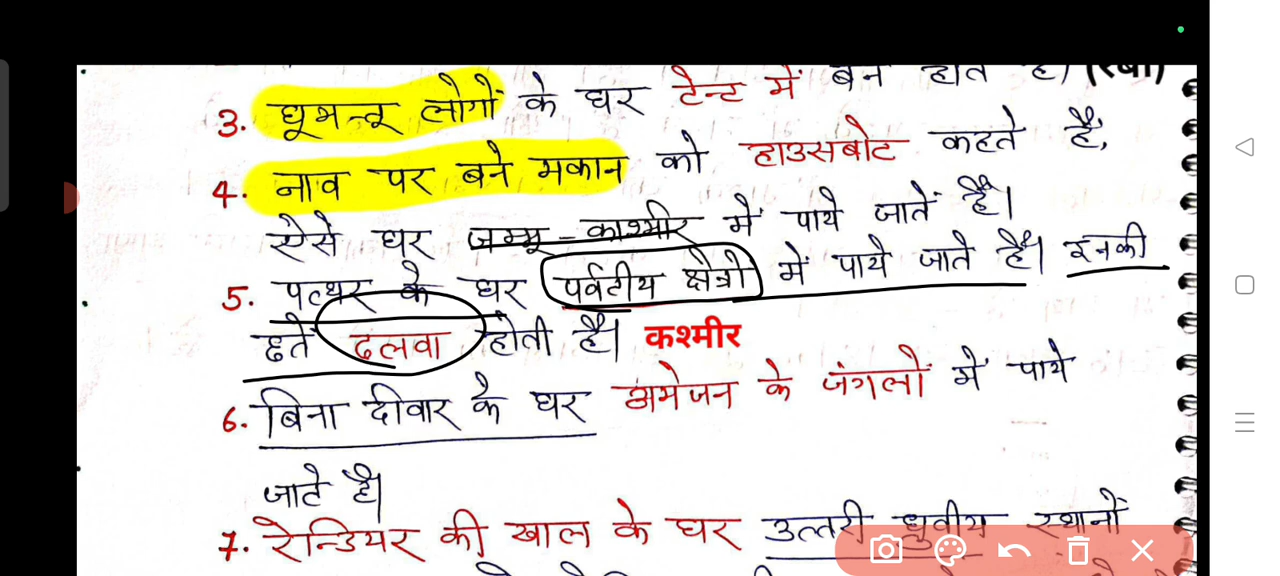 बने होते हैं। (रबी)
3. घूमन्तू लोगों के घर टेन्ट में
4. नाव पर बने मकान को हाउसबोट कहते हैं,
ऐसे घर जम्मू - काश्मीर में पाये जातें हैं।
5. पत्थर के घर पर्वतीय क्षेत्रो में पाये जाते हैं। इनकी
छतें ढलवा होती हैं। कश्मीर
6. बिना दीवार के घर अमेजन के जंगलों में पाये
जाते है।
7. रेन्डियर की खाल के घर उत्तरी ध्रुवीय स्थानों